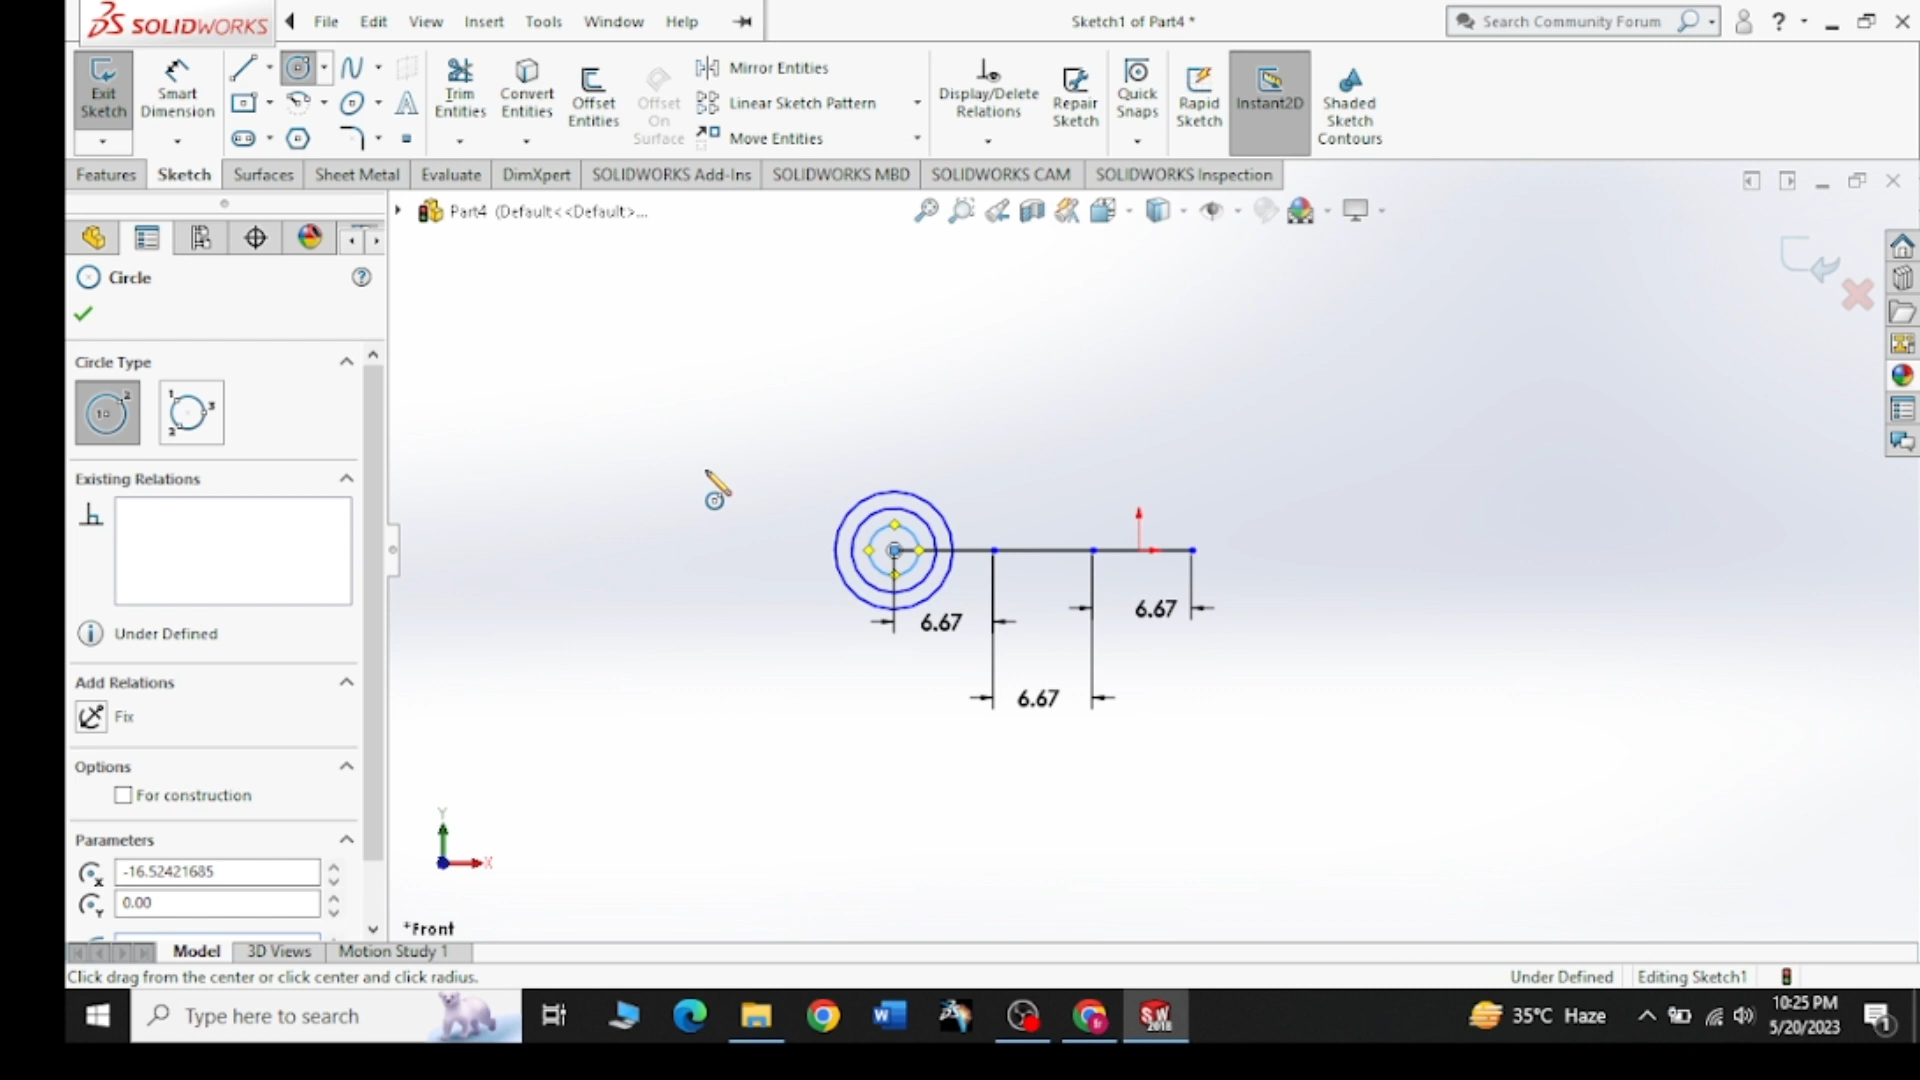 SOLIDWORKS File Edit View Insert Tools Window Help Sketch1 of Part4 * Search Community Forum ?
Exit Sketch
Smart Dimension
Trim Entities
Convert Entities
Offset Entities
Offset On Surface
Mirror Entities
Linear Sketch Pattern
Move Entities
Display/Delete Relations
Repair Sketch
Quick Snaps
Rapid Sketch
Instant2D
Shaded Sketch Contours
Features Sketch Surfaces Sheet Metal Evaluate DimXpert SOLIDWORKS Add-Ins SOLIDWORKS MBD SOLIDWORKS CAM SOLIDWORKS Inspection
Part4 (Default<<Default>...
Circle
Circle Type
Existing Relations
Under Defined
Add Relations
Fix
Options
For construction
Parameters
-16.52421685
0.00
6.67
6.67
6.67
Y
X
*Front
Model 3D Views Motion Study 1
Click drag from the center or click center and click radius. Under Defined Editing Sketch1
Type here to search
SW 2018
35°C Haze
10:25 PM
5/20/2023
1